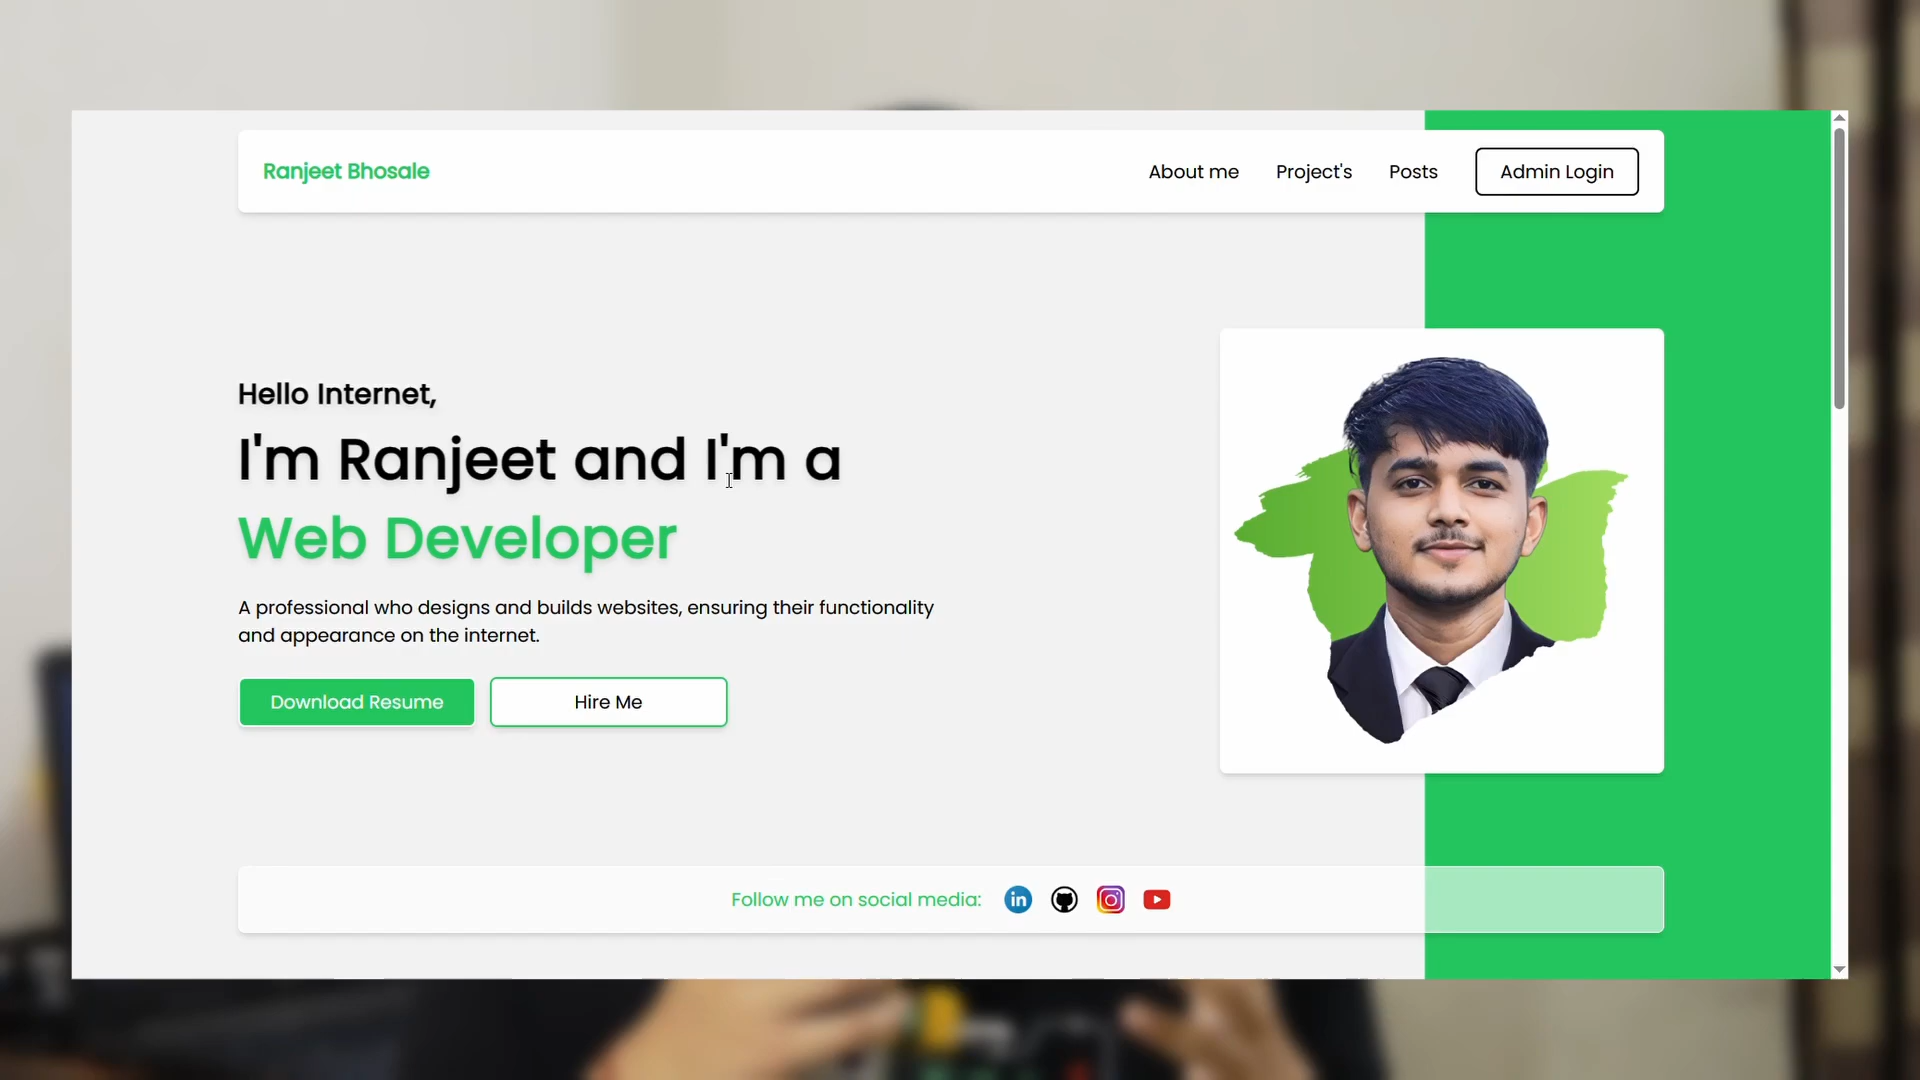 Ranjeet Bhosale
About me
Project's
Posts
Admin Login
Hello Internet,
I'm Ranjeet and I'm a
Web Developer
A professional who designs and builds websites, ensuring their functionality
and appearance on the internet.
Download Resume
Hire Me
Follow me on social media:
in